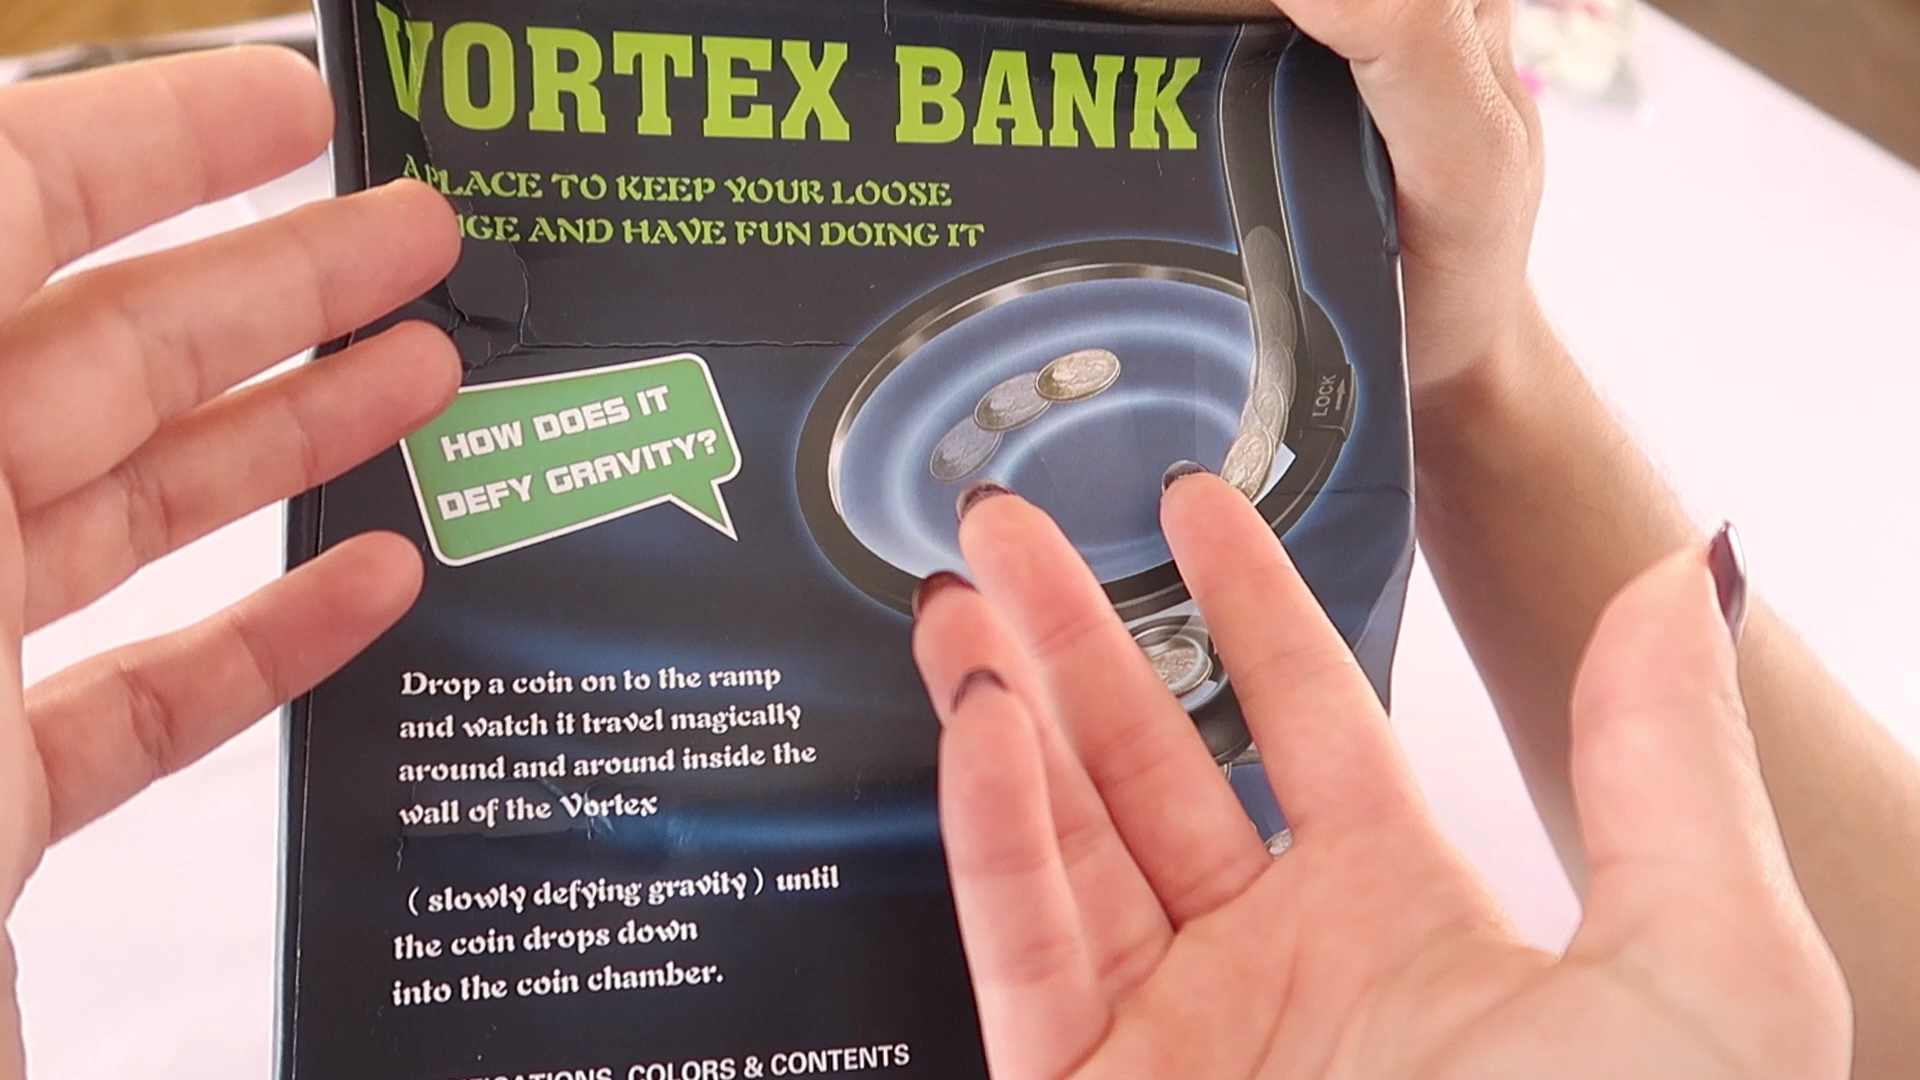 VORTEX BANK
A PLACE TO KEEP YOUR LOOSE
AND HAVE FUN DOING IT
HOW DOES IT
DEFY GRAVITY?
LOCK
Drop a coin on to the ramp
and watch it travel magically
around and around inside the
wall of the Vortex
( slowly defying gravity ) until
the coin drops down
into the coin chamber.
COLORS & CONTENTS